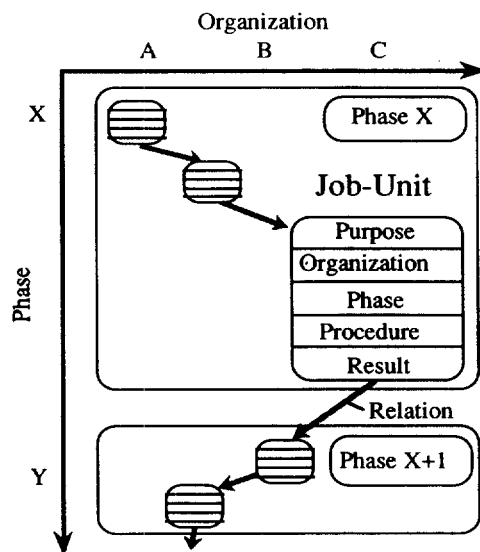 Organization
A B C
X
Phase X
Job-Unit
Purpose
Organization
Phase
Procedure
Result
Phase
Relation
Y
Phase X+1